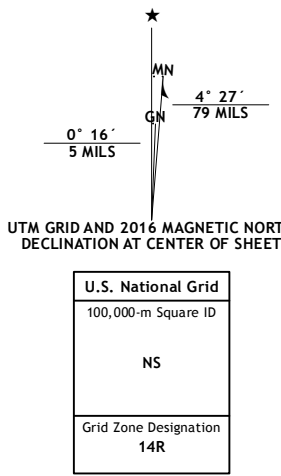 ★
MN
GN
4° 27´
79 MILS
0° 16´
5 MILS
UTM GRID AND 2016 MAGNETIC NORT
DECLINATION AT CENTER OF SHEET
U.S. National Grid
100,000-m Square ID
NS
Grid Zone Designation
14R